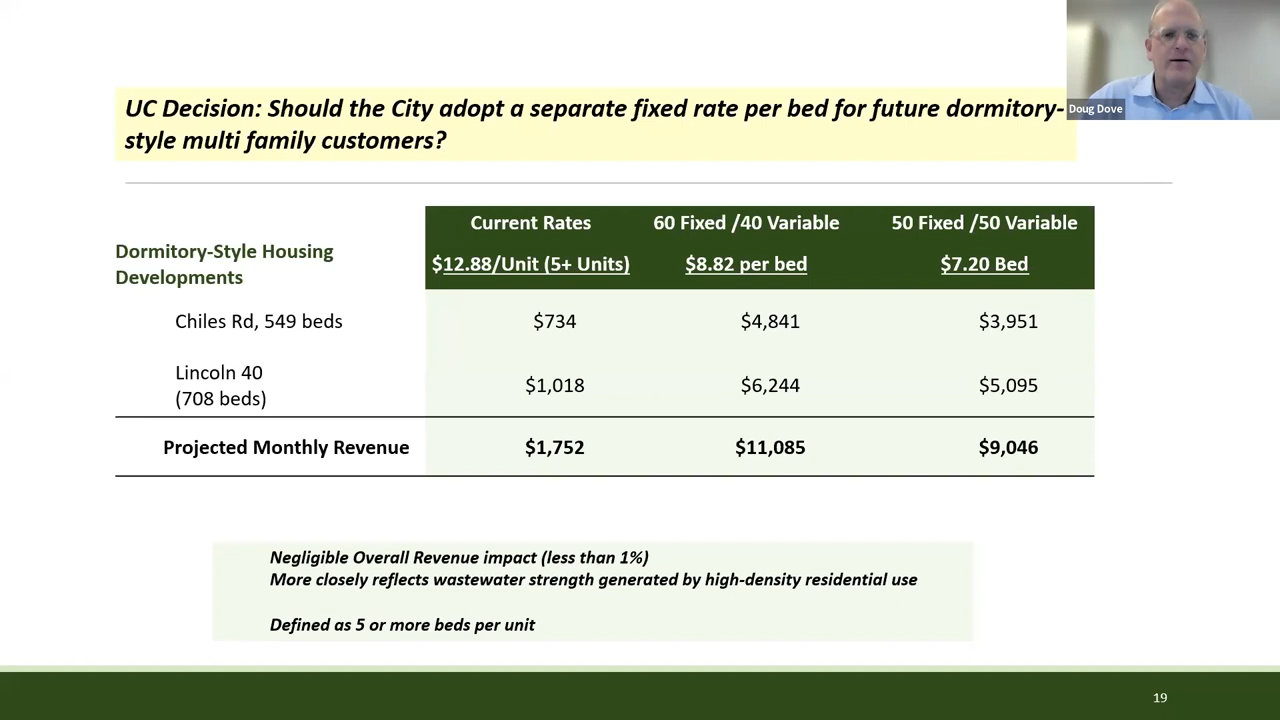 UC Decision: Should the City adopt a separate fixed rate per bed for future dormitory-
style multi family customers?
Doug Dove
Current Rates 60 Fixed /40 Variable 50 Fixed /50 Variable
Dormitory-Style Housing
Developments
$12.88/Unit (5+ Units) $8.82 per bed $7.20 Bed
Chiles Rd, 549 beds $734 $4,841 $3,951
Lincoln 40
(708 beds) $1,018 $6,244 $5,095
Projected Monthly Revenue $1,752 $11,085 $9,046
Negligible Overall Revenue impact (less than 1%)
More closely reflects wastewater strength generated by high-density residential use
Defined as 5 or more beds per unit
19